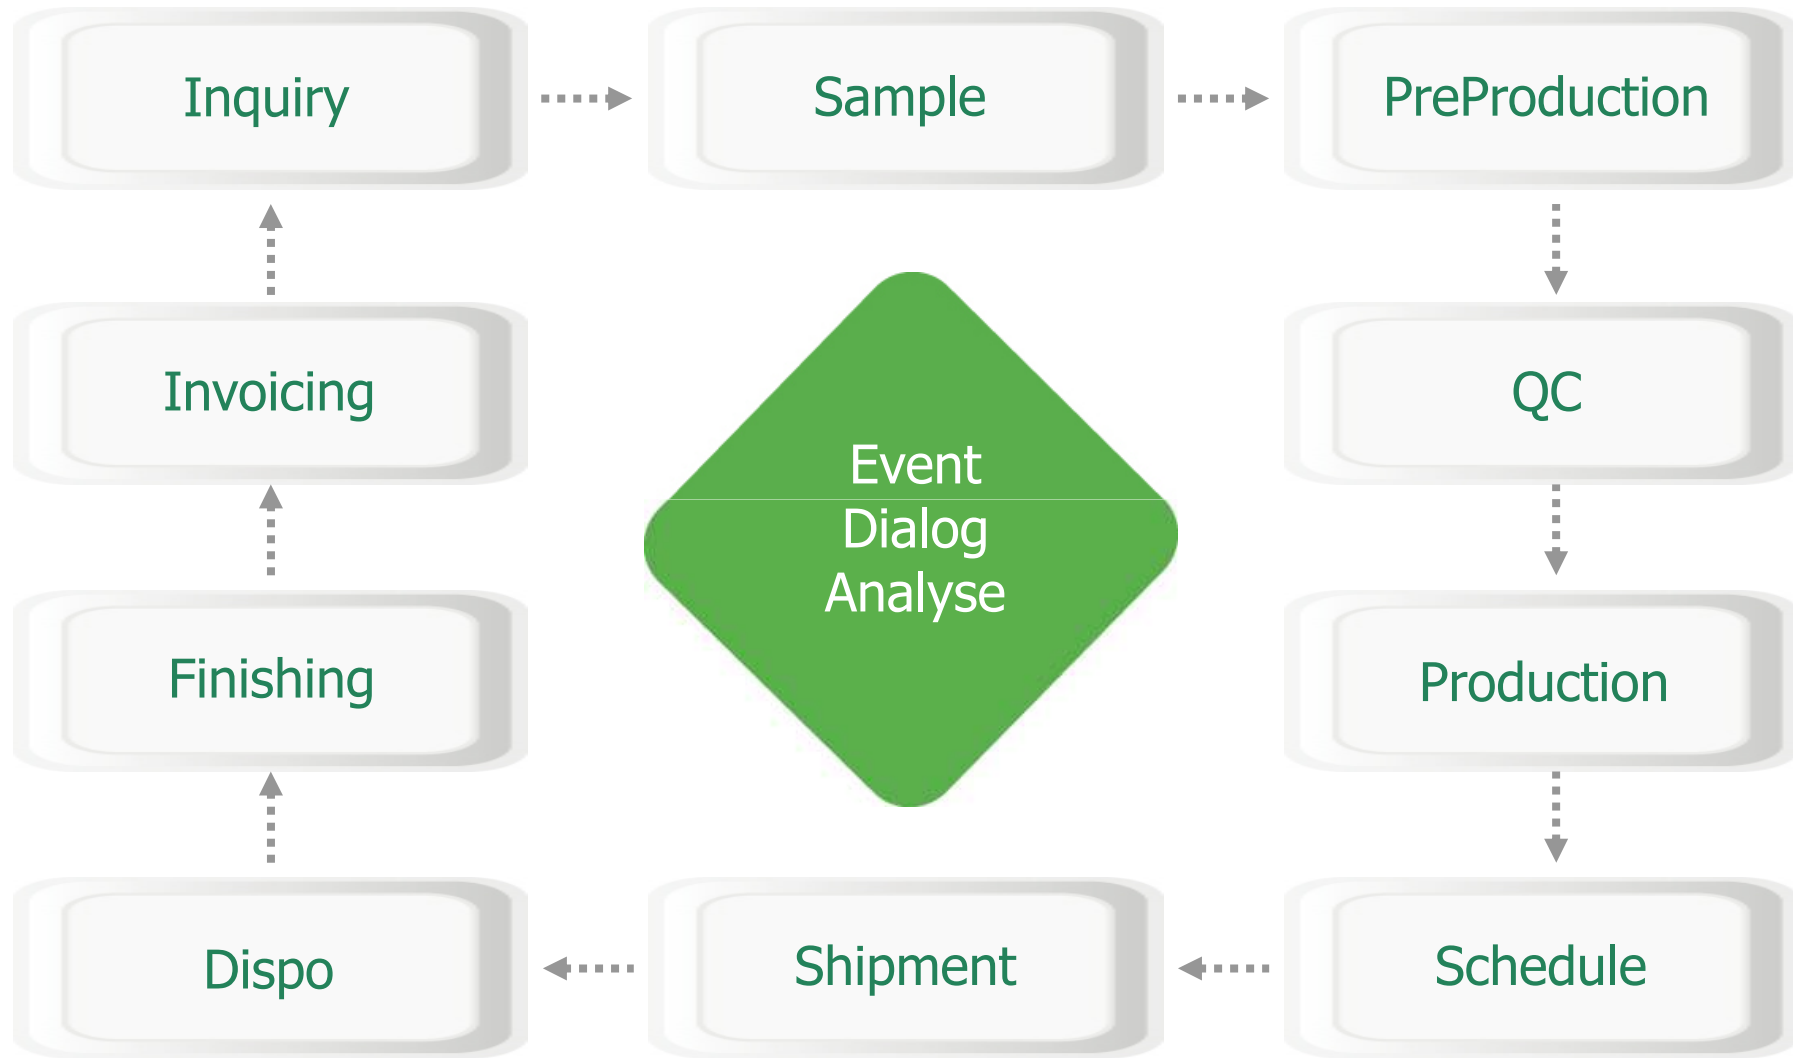 Inquiry
Sample
PreProduction
Invoicing
QC
Event
Dialog
Analyse
Finishing
Production
Dispo
Shipment
Schedule